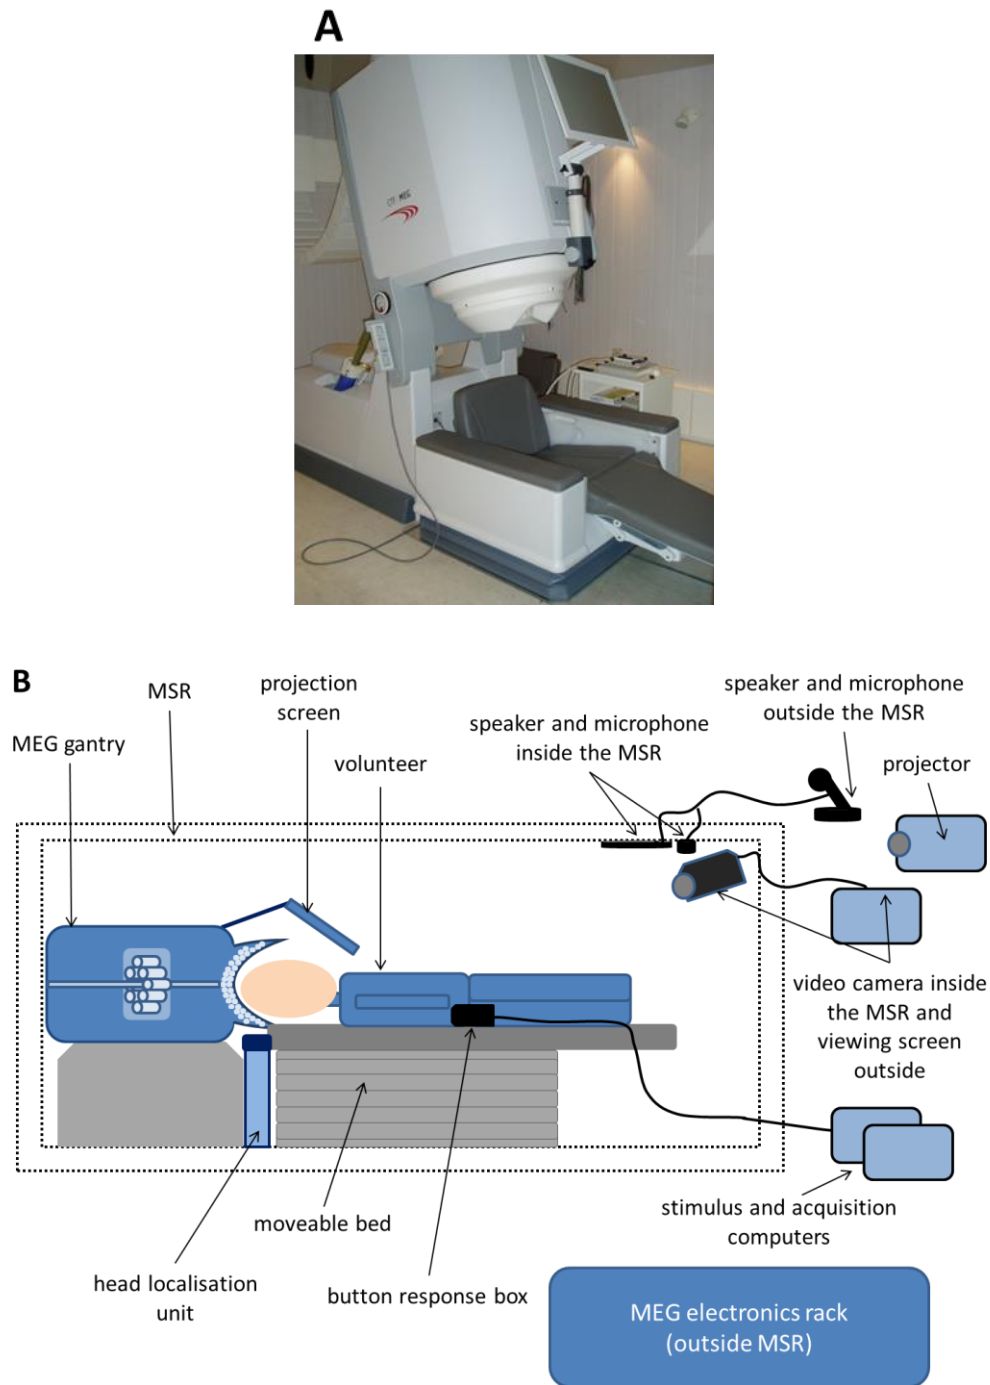 A
CTF MEG
B
MSR
projection
screen
MEG gantry
volunteer
speaker and microphone
inside the MSR
speaker and microphone
outside the MSR
projector
video camera inside
the MSR and
viewing screen
outside
stimulus and acquisition
computers
moveable bed
head localisation
unit
button response box
MEG electronics rack
(outside MSR)